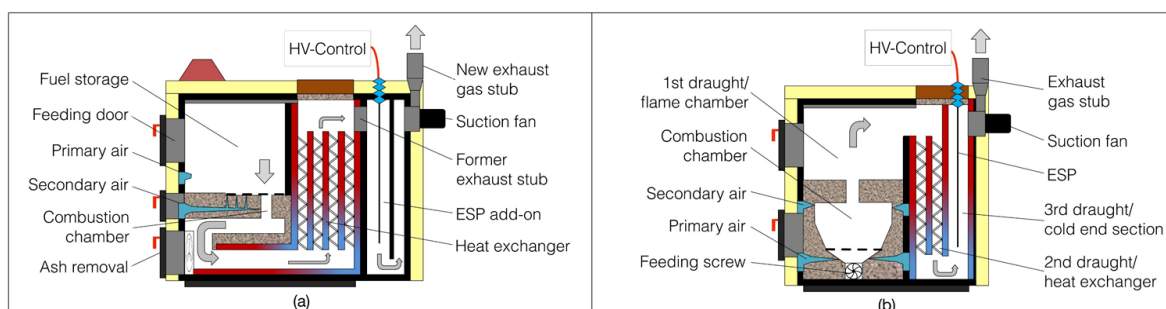 HV-Control
Fuel storage
Feeding door
Primary air
Secondary air
Combustion
chamber
Ash removal
New exhaust
gas stub
Suction fan
Former
exhaust stub
ESP add-on
Heat exchanger
(a)
HV-Control
1st draught/
flame chamber
Combustion
chamber
Secondary air
Primary air
Feeding screw
Exhaust
gas stub
Suction fan
ESP
3rd draught/
cold end section
2nd draught/
heat exchanger
(b)